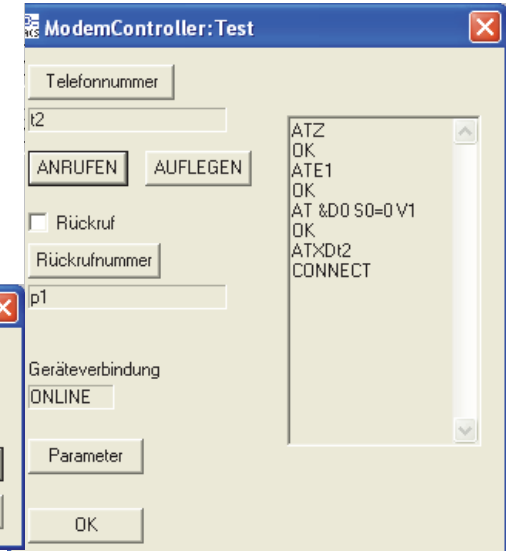 ModemController:Test
Telefonnummer
t2
ANRUFEN AUFLEGEN
Rückruf
Rückrufnummer
p1
Geräteverbindung
ONLINE
Parameter
OK
ATZ
OK
ATE1
OK
AT &D0 S0=0 V1
OK
ATXDt2
CONNECT